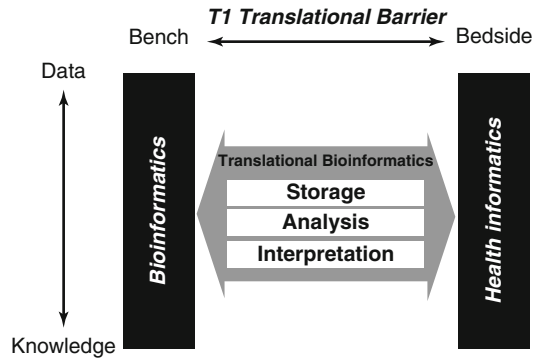 T1 Translational Barrier
Bench
Bedside
Data
Translational Bioinformatics
Storage
Analysis
Interpretation
Bioinformatics
Health informatics
Knowledge